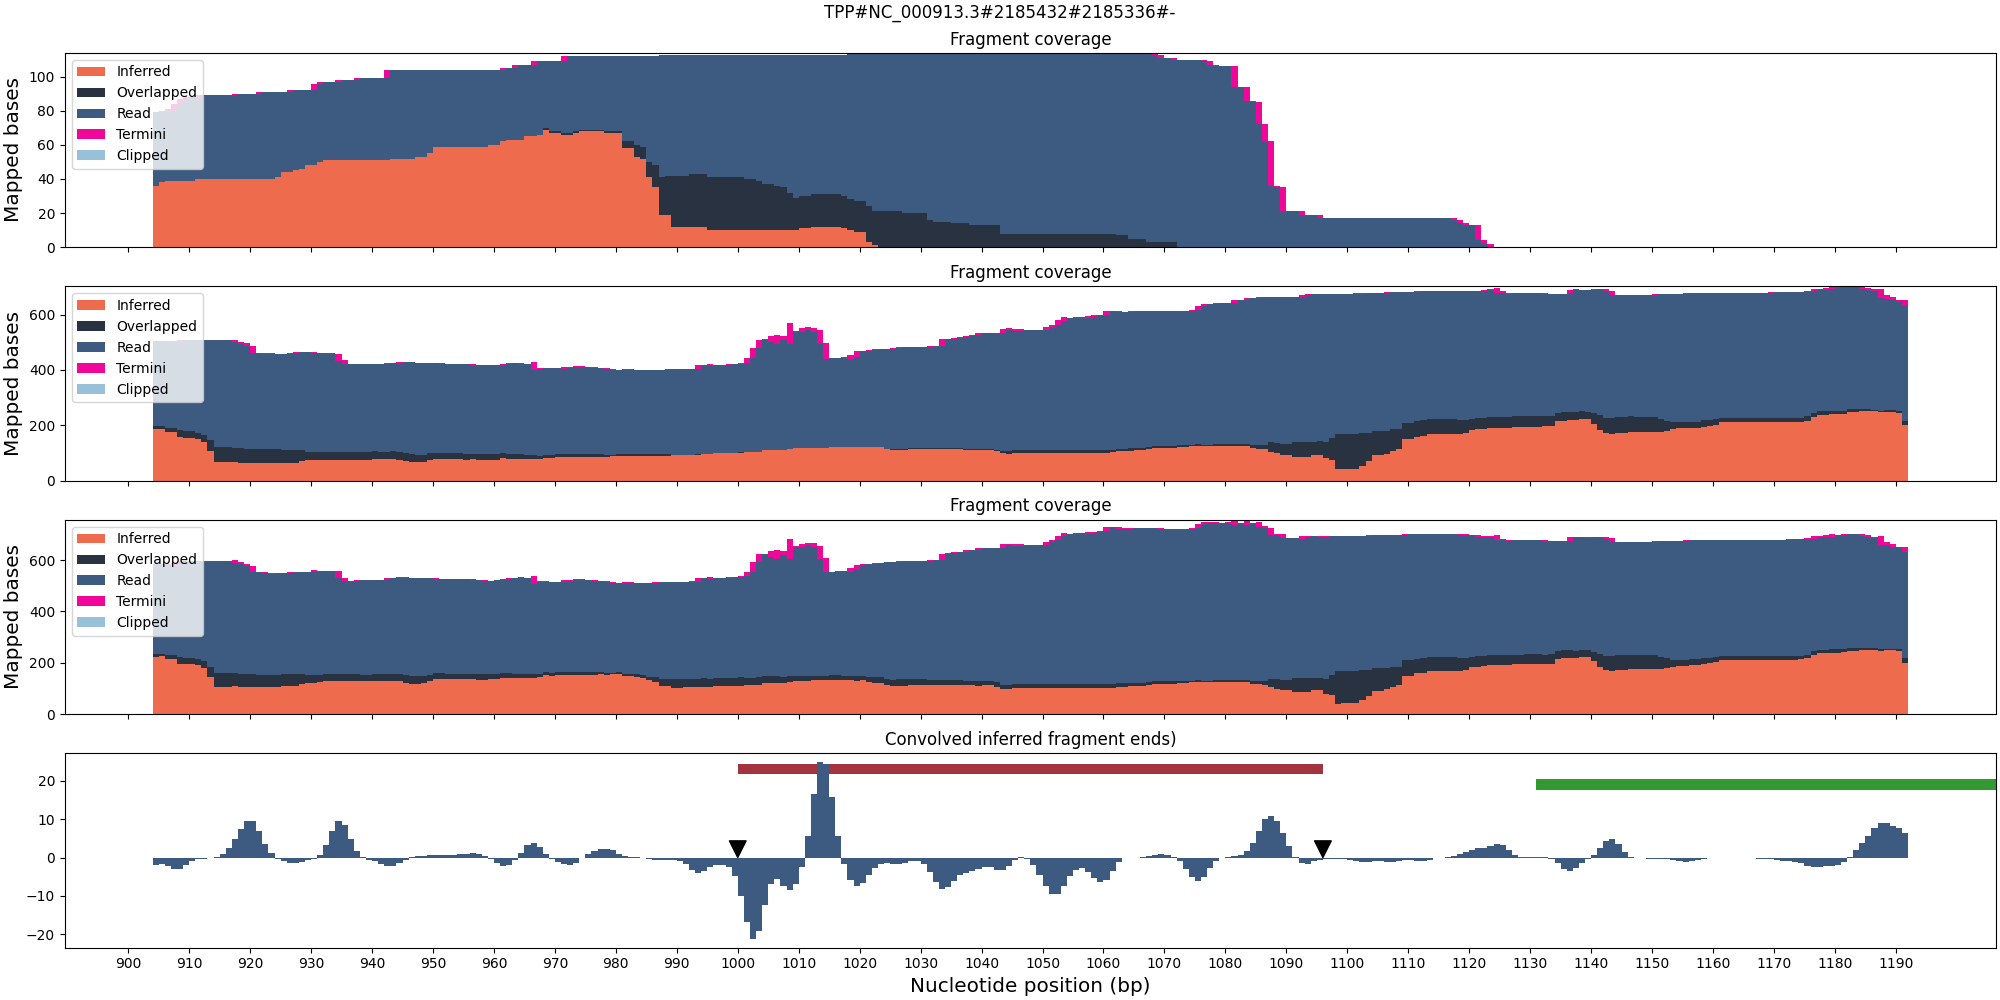 TPP#NC_000913.3#2185432#2185336#-
Fragment coverage
Mapped bases
100
80
60
40
20
0
Inferred
Overlapped
Read
Termini
Clipped
Fragment coverage
Mapped bases
600
400
200
0
Inferred
Overlapped
Read
Termini
Clipped
Fragment coverage
Mapped bases
600
400
200
0
Inferred
Overlapped
Read
Termini
Clipped
Convolved inferred fragment ends)
20
10
0
−10
−20
900 910 920 930 940 950 960 970 980 990 1000 1010 1020 1030 1040 1050 1060 1070 1080 1090 1100 1110 1120 1130 1140 1150 1160 1170 1180 1190
Nucleotide position (bp)